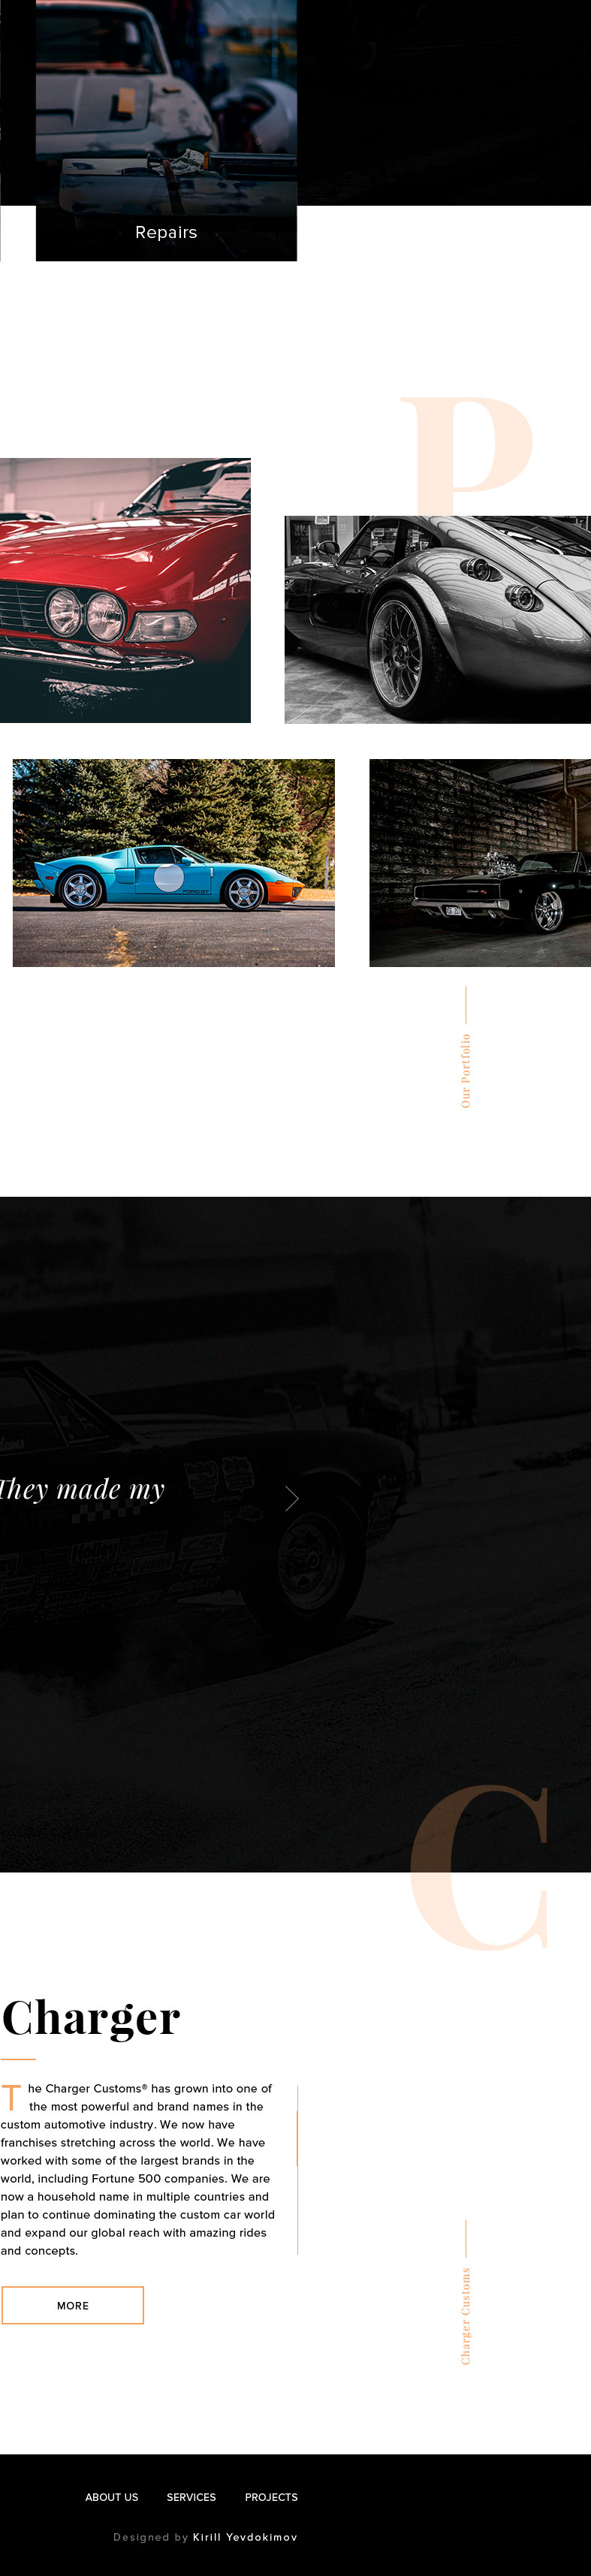 Repairs
P
FORD GT
Our Portfolio
They made my
C
Charger
The Charger Customs® has grown into one of
the most powerful and brand names in the
custom automotive industry. We now have
franchises stretching across the world. We have
worked with some of the largest brands in the
world, including Fortune 500 companies. We are
now a household name in multiple countries and
plan to continue dominating the custom car world
and expand our global reach with amazing rides
and concepts.
MORE
Charger Customs
ABOUT US SERVICES PROJECTS
Designed by Kirill Yevdokimov